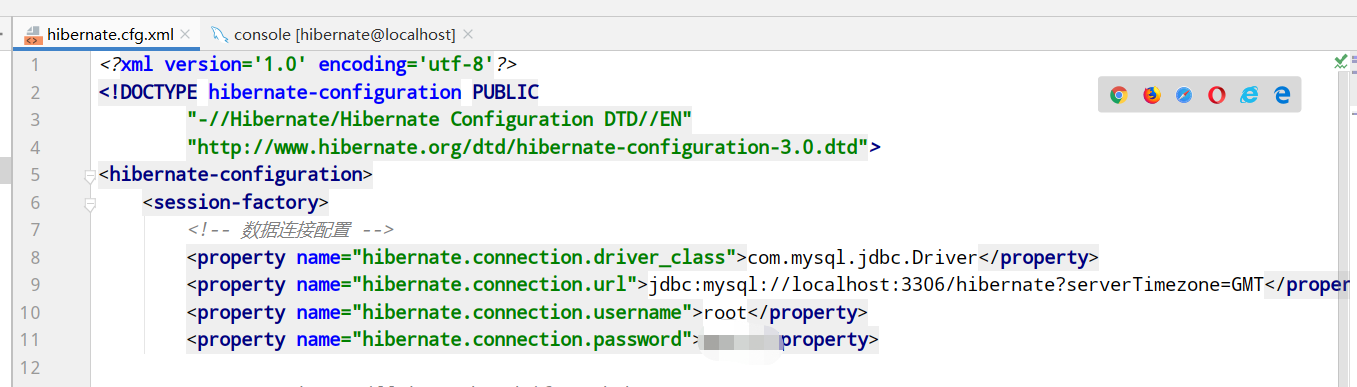 hibernate.cfg.xml
console [hibernate@localhost]
1 <?xml version='1.0' encoding='utf-8'?>
2 <!DOCTYPE hibernate-configuration PUBLIC
3 "-//Hibernate/Hibernate Configuration DTD//EN"
4 "http://www.hibernate.org/dtd/hibernate-configuration-3.0.dtd">
5 <hibernate-configuration>
6 <session-factory>
7 <!-- 数据连接配置 -->
8 <property name="hibernate.connection.driver_class">com.mysql.jdbc.Driver</property>
9 <property name="hibernate.connection.url">jdbc:mysql://localhost:3306/hibernate?serverTimezone=GMT</proper
10 <property name="hibernate.connection.username">root</property>
11 <property name="hibernate.connection.password"> property>
12